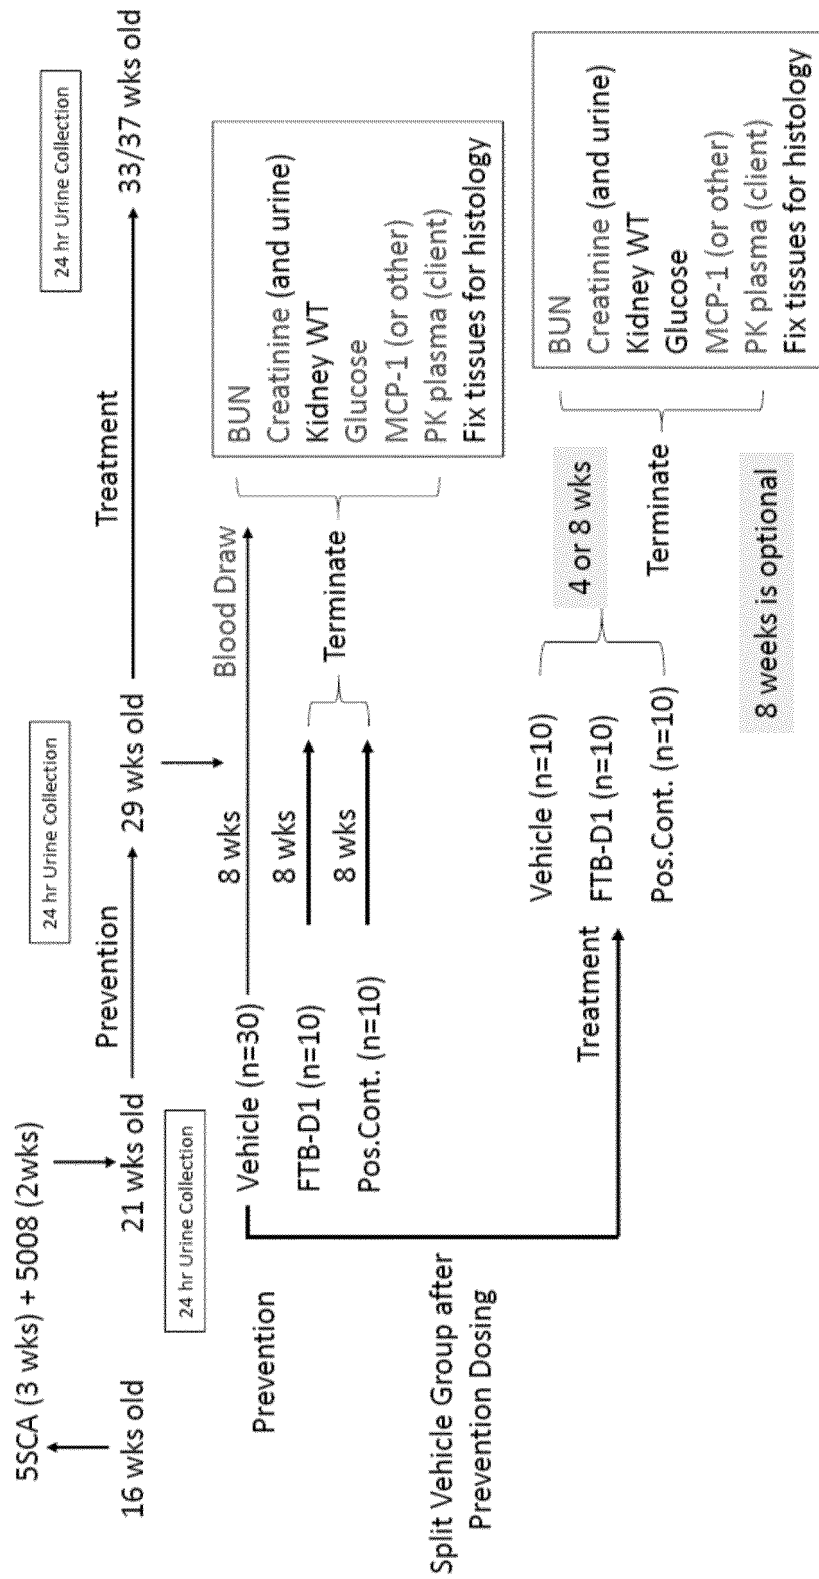 5SCA (3 wks) + 5008 (2wks)
16 wks old
21 wks old
Prevention
29 wks old
Treatment
33/37 wks old
24 hr Urine Collection
24 hr Urine Collection
24 hr Urine Collection
Prevention
Vehicle (n=30)
8 wks
Blood Draw
FTB-D1 (n=10)
8 wks
Pos.Cont. (n=10)
8 wks
Terminate
BUN
Creatinine (and urine)
Kidney WT
Glucose
MCP-1 (or other)
PK plasma (client)
Fix tissues for histology
Split Vehicle Group after
Prevention Dosing
Treatment
Vehicle (n=10)
FTB-D1 (n=10)
Pos.Cont. (n=10)
4 or 8 wks
Terminate
8 weeks is optional
BUN
Creatinine (and urine)
Kidney WT
Glucose
MCP-1 (or other)
PK plasma (client)
Fix tissues for histology